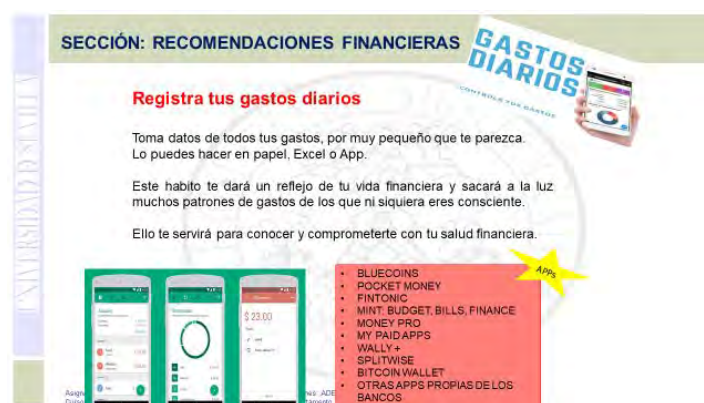 SECCIÓN: RECOMENDACIONES FINANCIERAS
GASTOS
DIARIOS
CONTROLA TUS GASTOS
Registra tus gastos diarios
Toma datos de todos tus gastos, por muy pequeño que te parezca.
Lo puedes hacer en papel, Excel o App.
Este habito te dará un reflejo de tu vida financiera y sacará a la luz
muchos patrones de gastos de los que ni siquiera eres consciente.
Ello te servirá para conocer y comprometerte con tu salud financiera.
UNIVERSIDAD DE SEVILLA
$ 23.00
APPs
• BLUECOINS
• POCKET MONEY
• FINTONIC
• MINT: BUDGET, BILLS, FINANCE
• MONEY PRO
• MY PAID APPS
• WALLY +
• SPLITWISE
• BITCOIN WALLET
• OTRAS APPS PROPIAS DE LOS
BANCOS